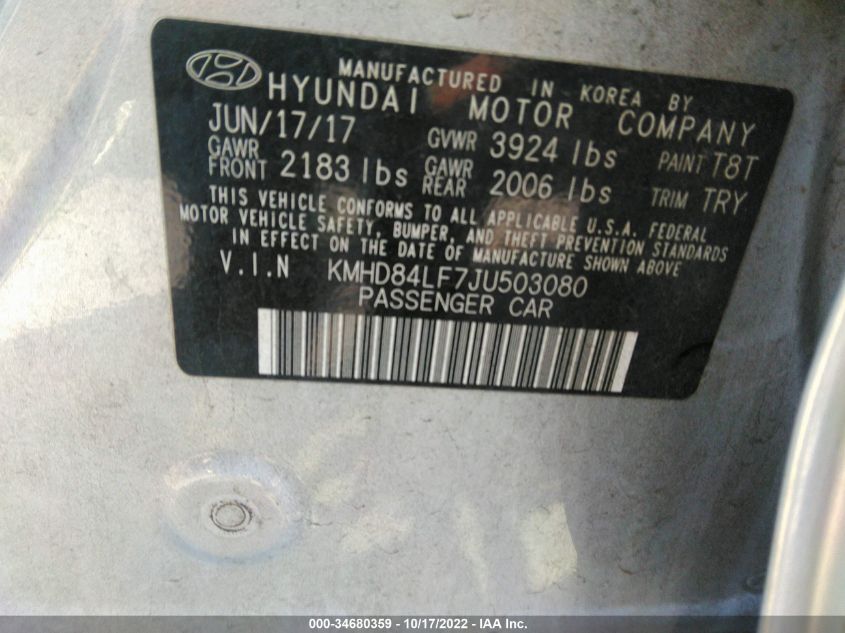 MANUFACTURED IN KOREA BY
HYUNDAI MOTOR COMPANY
JUN/17/17 GVWR 3924 lbs PAINT T8T
GAWR FRONT 2183 lbs GAWR REAR 2006 lbs TRIM TRY
THIS VEHICLE CONFORMS TO ALL APPLICABLE U.S.A. FEDERAL
MOTOR VEHICLE SAFETY, BUMPER, AND THEFT PREVENTION STANDARDS
IN EFFECT ON THE DATE OF MANUFACTURE SHOWN ABOVE
V.I.N KMHD84LF7JU503080
PASSENGER CAR
000-34680359 - 10/17/2022 - IAA Inc.